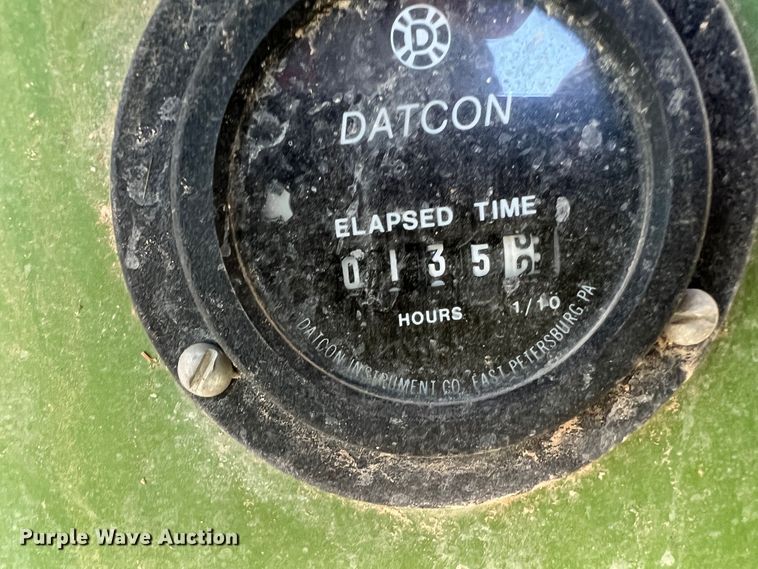 D
DATCON
ELAPSED TIME
0135
HOURS 1/10
DATCON INSTRUMENT CO. EAST PETERSBURG. PA
Purple Wave Auction